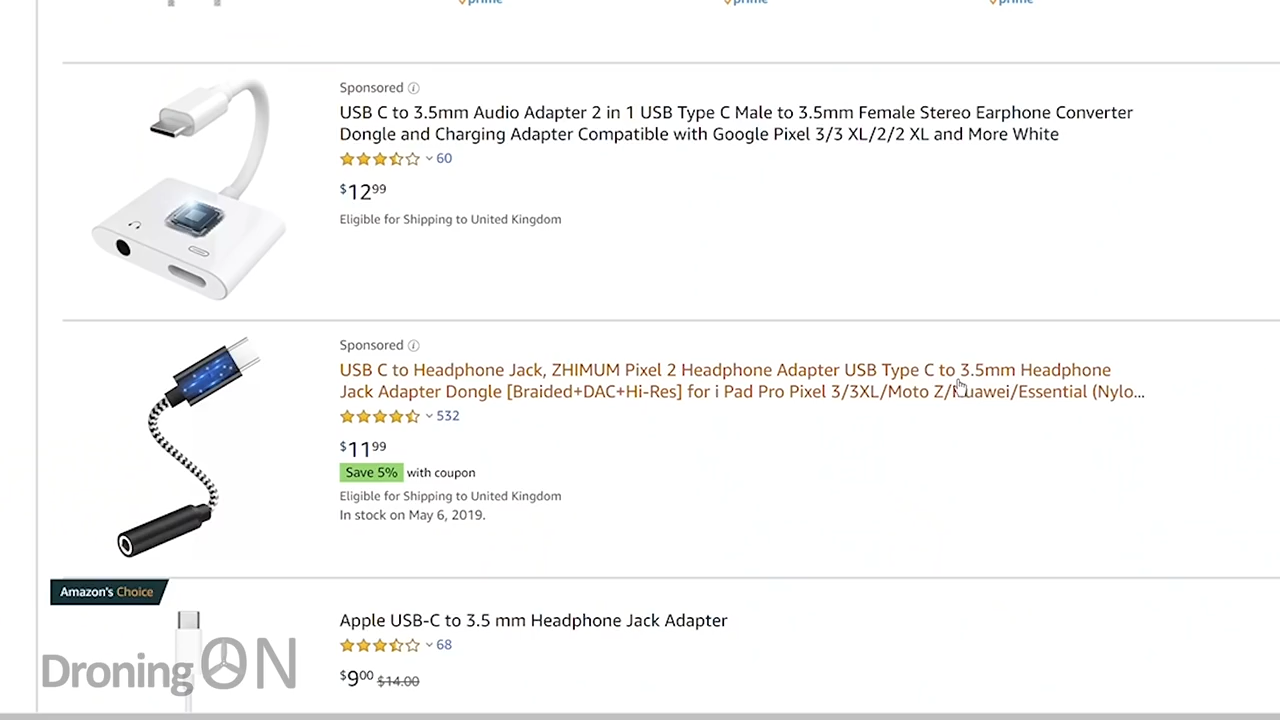 prime prime prime
Sponsored
USB C to 3.5mm Audio Adapter 2 in 1 USB Type C Male to 3.5mm Female Stereo Earphone Converter
Dongle and Charging Adapter Compatible with Google Pixel 3/3 XL/2/2 XL and More White
60
$12.99
Eligible for Shipping to United Kingdom
Sponsored
USB C to Headphone Jack, ZHIMUM Pixel 2 Headphone Adapter USB Type C to 3.5mm Headphone
Jack Adapter Dongle [Braided+DAC+Hi-Res] for i Pad Pro Pixel 3/3XL/Moto Z/Huawei/Essential (Nylo...
532
$11.99
Save 5% with coupon
Eligible for Shipping to United Kingdom
In stock on May 6, 2019.
Amazon's Choice
Apple USB-C to 3.5 mm Headphone Jack Adapter
68
$9.00 $14.00
DroningON